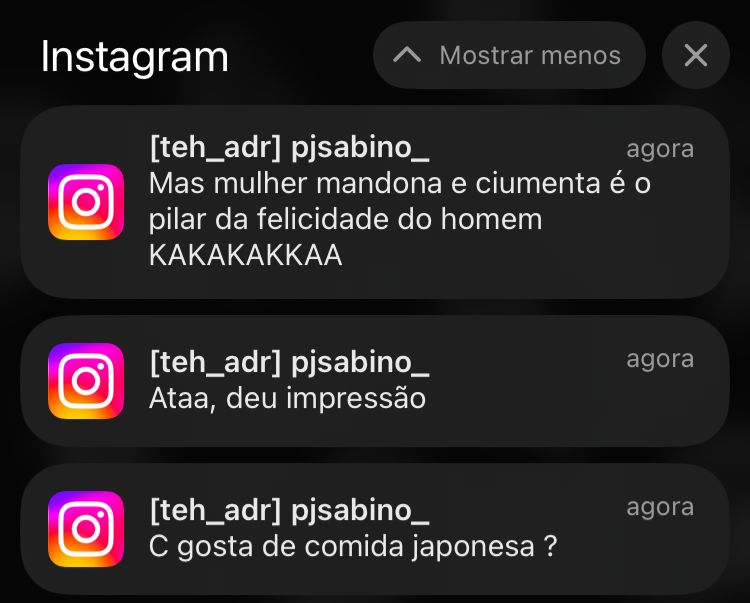 Instagram
Mostrar menos
[teh_adr] pjsabino_
agora
Mas mulher mandona e ciumenta é o
pilar da felicidade do homem
KAKAKAKKAA
[teh_adr] pjsabino_
agora
Ataa, deu impressão
[teh_adr] pjsabino_
agora
C gosta de comida japonesa ?